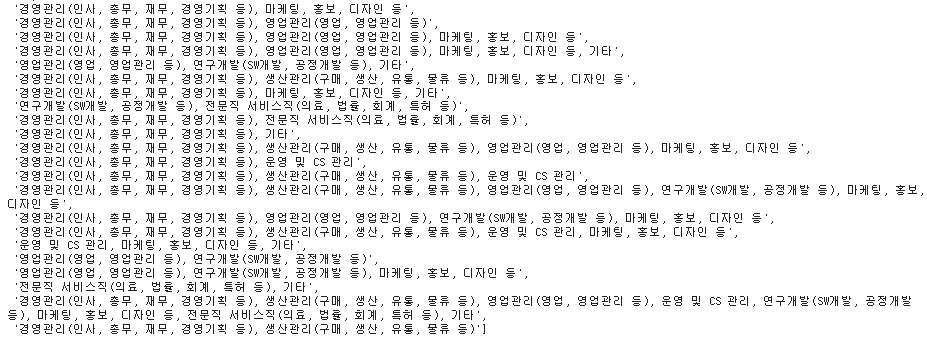 '경영관리(인사, 총무, 재무, 경영기획 등), 마케팅, 홍보, 디자인 등',
'경영관리(인사, 총무, 재무, 경영기획 등), 영업관리(영업, 영업관리 등)',
'경영관리(인사, 총무, 재무, 경영기획 등), 영업관리(영업, 영업관리 등), 마케팅, 홍보, 디자인 등',
'경영관리(인사, 총무, 재무, 경영기획 등), 영업관리(영업, 영업관리 등), 마케팅, 홍보, 디자인 등, 기타',
'영업관리(영업, 영업관리 등), 연구개발(SW개발, 공정개발 등), 기타',
'경영관리(인사, 총무, 재무, 경영기획 등), 생산관리(구매, 생산, 유통, 물류 등), 마케팅, 홍보, 디자인 등',
'경영관리(인사, 총무, 재무, 경영기획 등), 마케팅, 홍보, 디자인 등, 기타',
'연구개발(SW개발, 공정개발 등), 전문직 서비스직(의료, 법률, 회계, 특허 등)',
'경영관리(인사, 총무, 재무, 경영기획 등), 전문직 서비스직(의료, 법률, 회계, 특허 등)',
'경영관리(인사, 총무, 재무, 경영기획 등), 기타',
'경영관리(인사, 총무, 재무, 경영기획 등), 생산관리(구매, 생산, 유통, 물류 등), 영업관리(영업, 영업관리 등), 마케팅, 홍보, 디자인 등',
'경영관리(인사, 총무, 재무, 경영기획 등), 운영 및 CS 관리',
'경영관리(인사, 총무, 재무, 경영기획 등), 생산관리(구매, 생산, 유통, 물류 등), 운영 및 CS 관리',
'경영관리(인사, 총무, 재무, 경영기획 등), 생산관리(구매, 생산, 유통, 물류 등), 영업관리(영업, 영업관리 등), 연구개발(SW개발, 공정개발 등), 마케팅, 홍보,
디자인 등',
'경영관리(인사, 총무, 재무, 경영기획 등), 영업관리(영업, 영업관리 등), 연구개발(SW개발, 공정개발 등), 마케팅, 홍보, 디자인 등',
'경영관리(인사, 총무, 재무, 경영기획 등), 생산관리(구매, 생산, 유통, 물류 등), 운영 및 CS 관리, 마케팅, 홍보, 디자인 등',
'운영 및 CS 관리, 마케팅, 홍보, 디자인 등, 기타',
'영업관리(영업, 영업관리 등), 연구개발(SW개발, 공정개발 등)',
'영업관리(영업, 영업관리 등), 연구개발(SW개발, 공정개발 등), 마케팅, 홍보, 디자인 등',
'전문직 서비스직(의료, 법률, 회계, 특허 등), 기타',
'경영관리(인사, 총무, 재무, 경영기획 등), 생산관리(구매, 생산, 유통, 물류 등), 영업관리(영업, 영업관리 등), 운영 및 CS 관리, 연구개발(SW개발, 공정개발
등), 마케팅, 홍보, 디자인 등, 전문직 서비스직(의료, 법률, 회계, 특허 등), 기타',
'경영관리(인사, 총무, 재무, 경영기획 등), 생산관리(구매, 생산, 유통, 물류 등)']